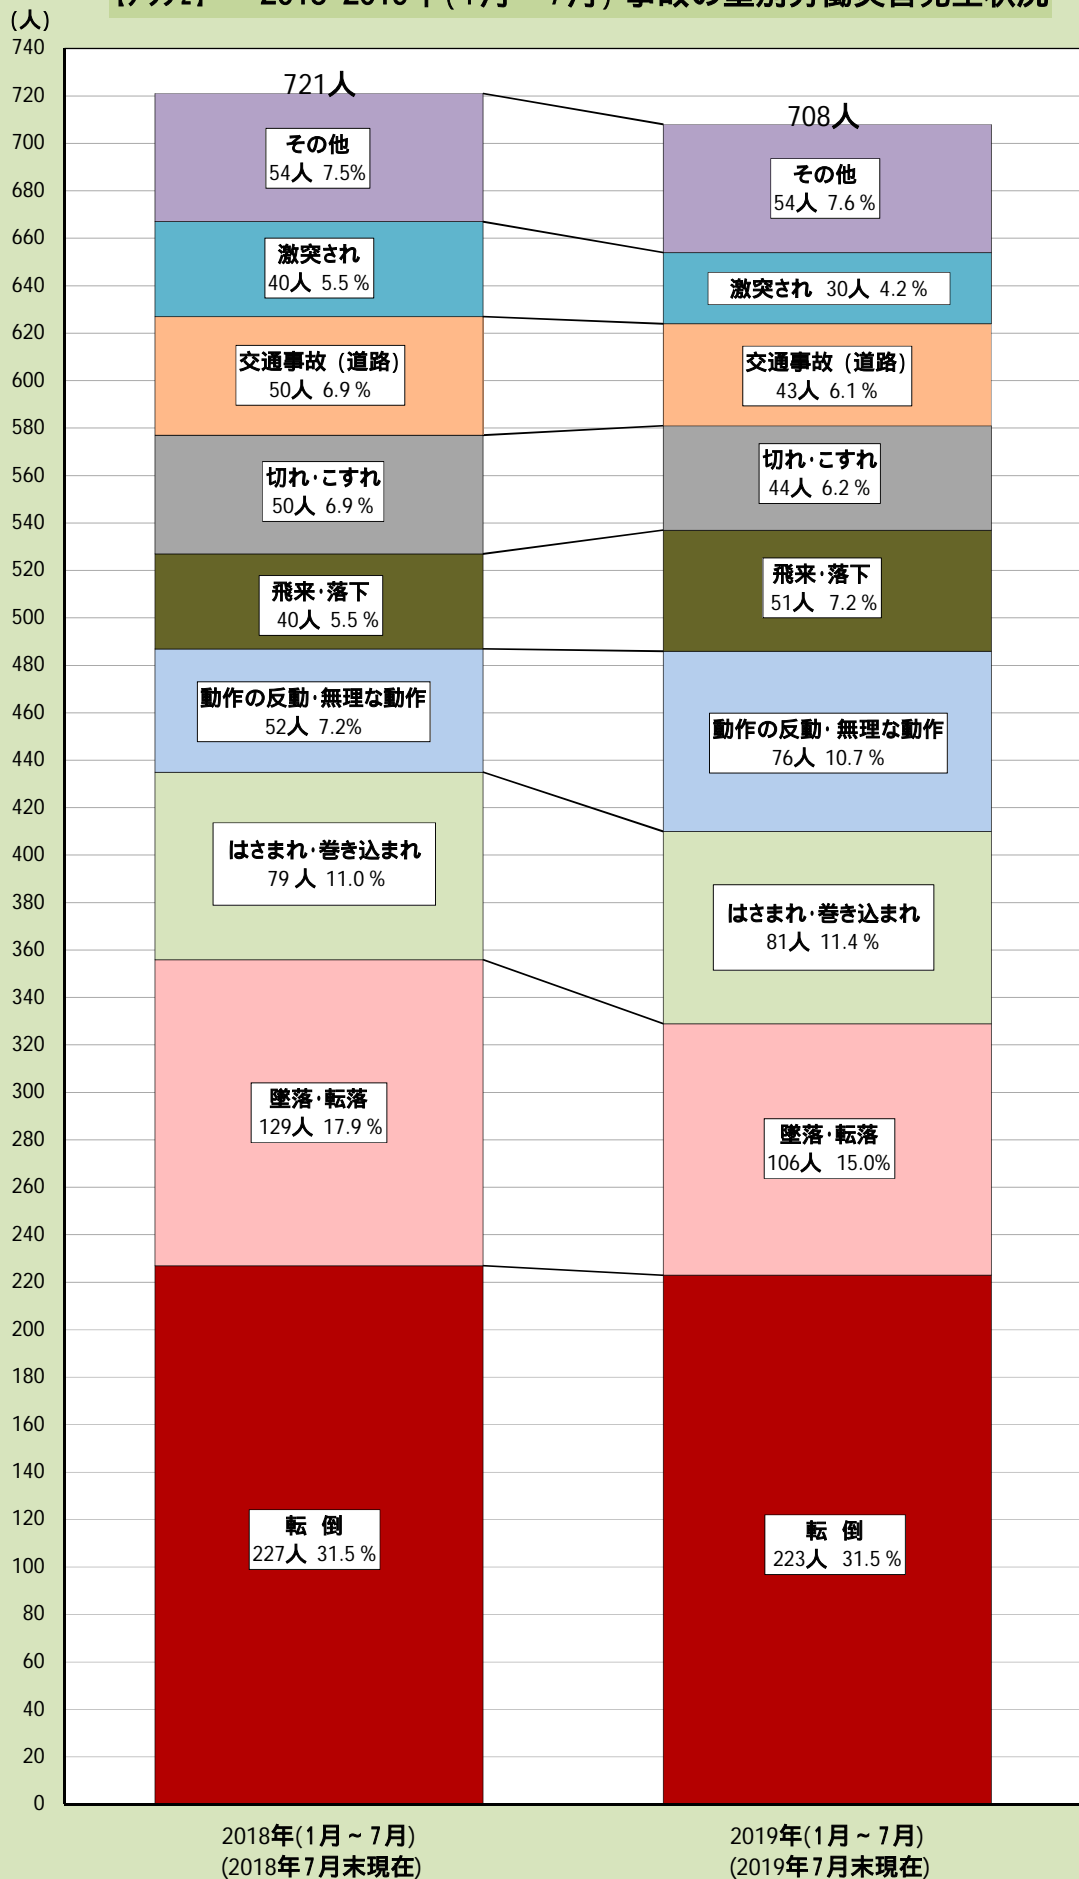 (人)
740
720
700
680
660
640
620
600
580
560
540
520
500
480
460
440
420
400
380
360
340
320
300
280
260
240
220
200
180
160
140
120
100
80
60
40
20
0
721人
その他
54人 7.5%
激突され
40人 5.5 %
交通事故 (道路)
50人 6.9 %
切れ・こすれ
50人 6.9 %
飛来・落下
40人 5.5 %
動作の反動・無理な動作
52人 7.2%
はさまれ・巻き込まれ
79 人 11.0 %
墜落・転落
129人 17.9 %
転 倒
227人 31.5 %
708人
その他
54人 7.6 %
激突され 30人 4.2 %
交通事故 (道路)
43人 6.1 %
切れ・こすれ
44人 6.2 %
飛来・落下
51人 7.2 %
動作の反動・無理な動作
76人 10.7 %
はさまれ・巻き込まれ
81人 11.4 %
墜落・転落
106人 15.0%
転 倒
223人 31.5 %
2018年(1月~7月)
(2018年7月末現在)
2019年(1月~7月)
(2019年7月末現在)